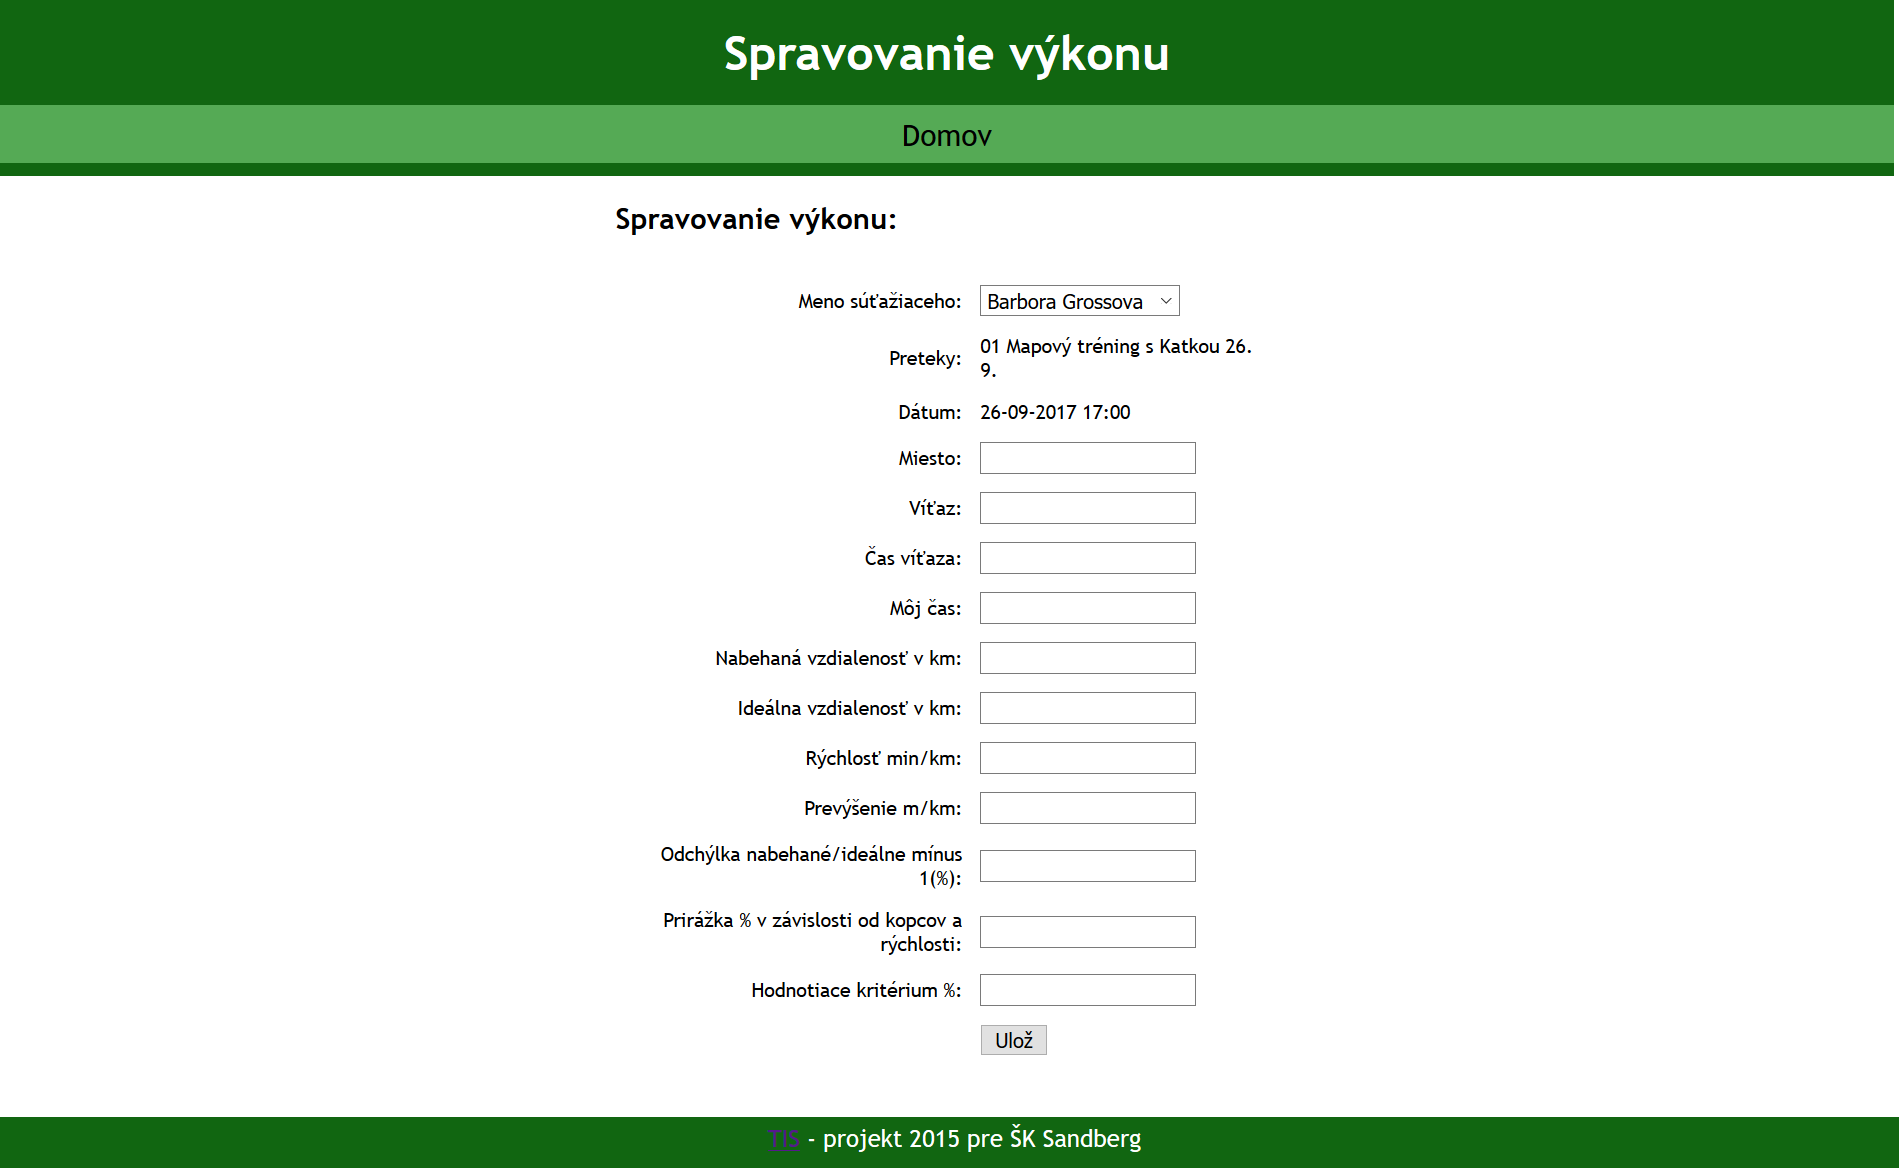 Spravovanie výkonu
Domov
Spravovanie výkonu:
Meno súťažiaceho: Barbora Grossova
Preteky: 01 Mapový tréning s Katkou 26.
9.
Dátum: 26-09-2017 17:00
Miesto:
Víťaz:
Čas víťaza:
Môj čas:
Nabehaná vzdialenosť v km:
Ideálna vzdialenosť v km:
Rýchlosť min/km:
Prevýšenie m/km:
Odchýlka nabehané/ideálne mínus
1(%):
Prirážka % v závislosti od kopcov a
rýchlosti:
Hodnotiace kritérium %:
Ulož
TIS - projekt 2015 pre ŠK Sandberg